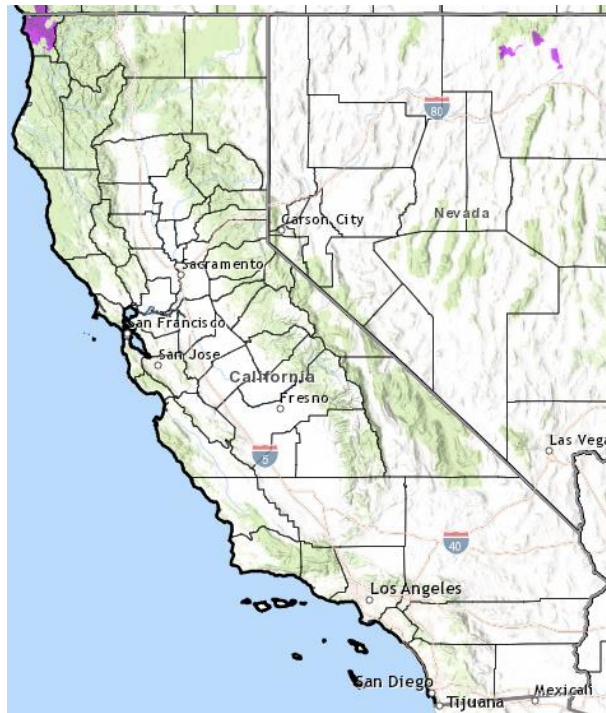 80
Carson City
Nevada
Sacramento
San Francisco
San Jose
California
Fresno
Las Vega
5
40
Los Angeles
San Diego
Tijuana
Mexicali